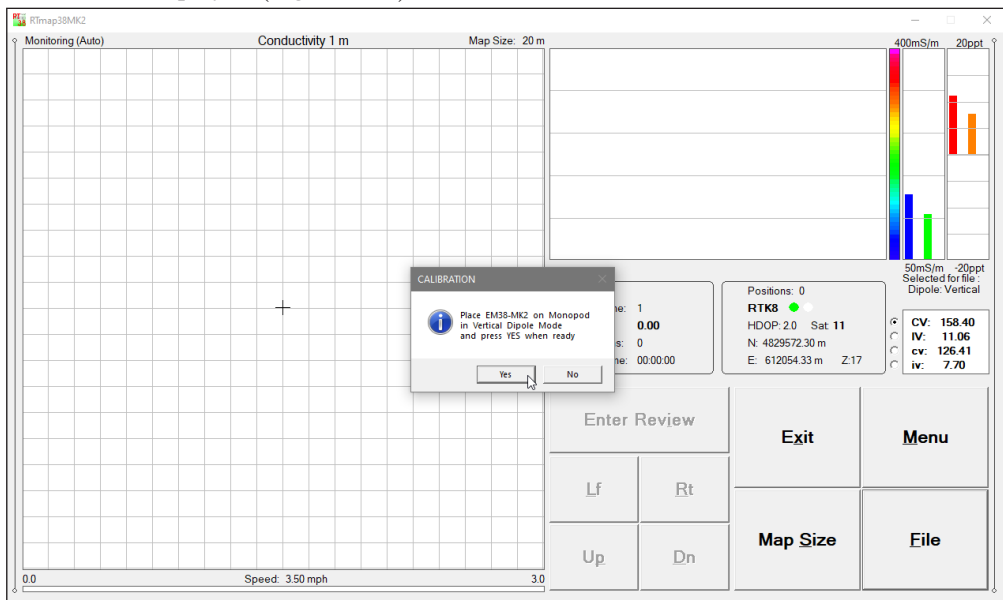 RTmap38MK2
Monitoring (Auto) Conductivity 1 m Map Size: 20 m
400mS/m 20ppt
50mS/m -20ppt
Selected for file :
Dipole: Vertical
CALIBRATION
Place EM38-MK2 on Monopod
in Vertical Dipole Mode
and press YES when ready
Yes No
1
0.00
0
00:00:00
Positions: 0
RTK8
HDOP: 2.0 Sat: 11
N: 4829572.30 m
E: 612054.33 m Z:17
CV: 158.40
IV: 11.06
cv: 126.41
iv: 7.70
Enter Review
Exit
Menu
Lf
Rt
Up
Dn
Map Size
File
0.0 Speed: 3.50 mph 3.0